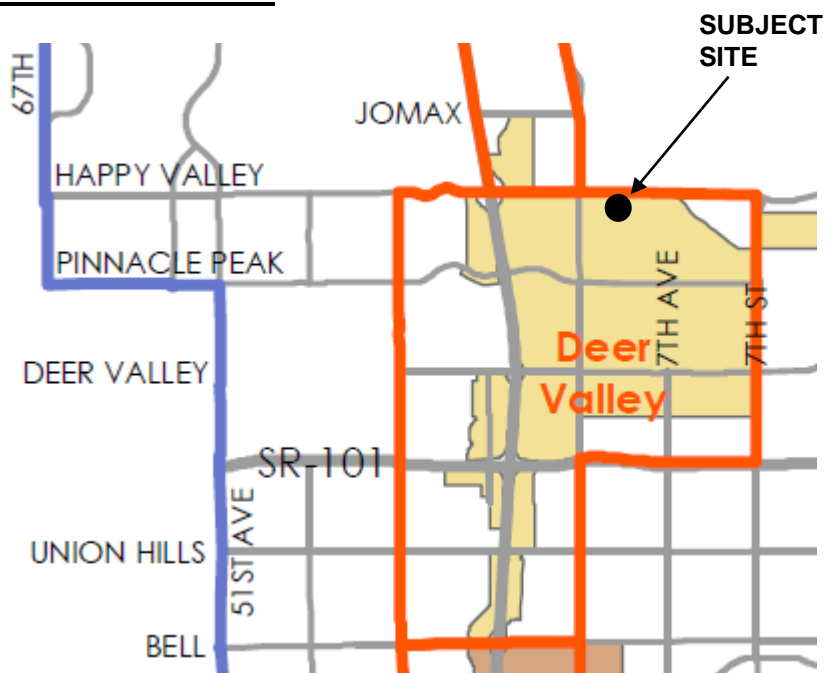 SUBJECT
SITE
67TH
JOMAX
HAPPY VALLEY
PINNACLE PEAK
7TH AVE
7TH ST
Deer
Valley
DEER VALLEY
SR-101
51ST AVE
UNION HILLS
BELL